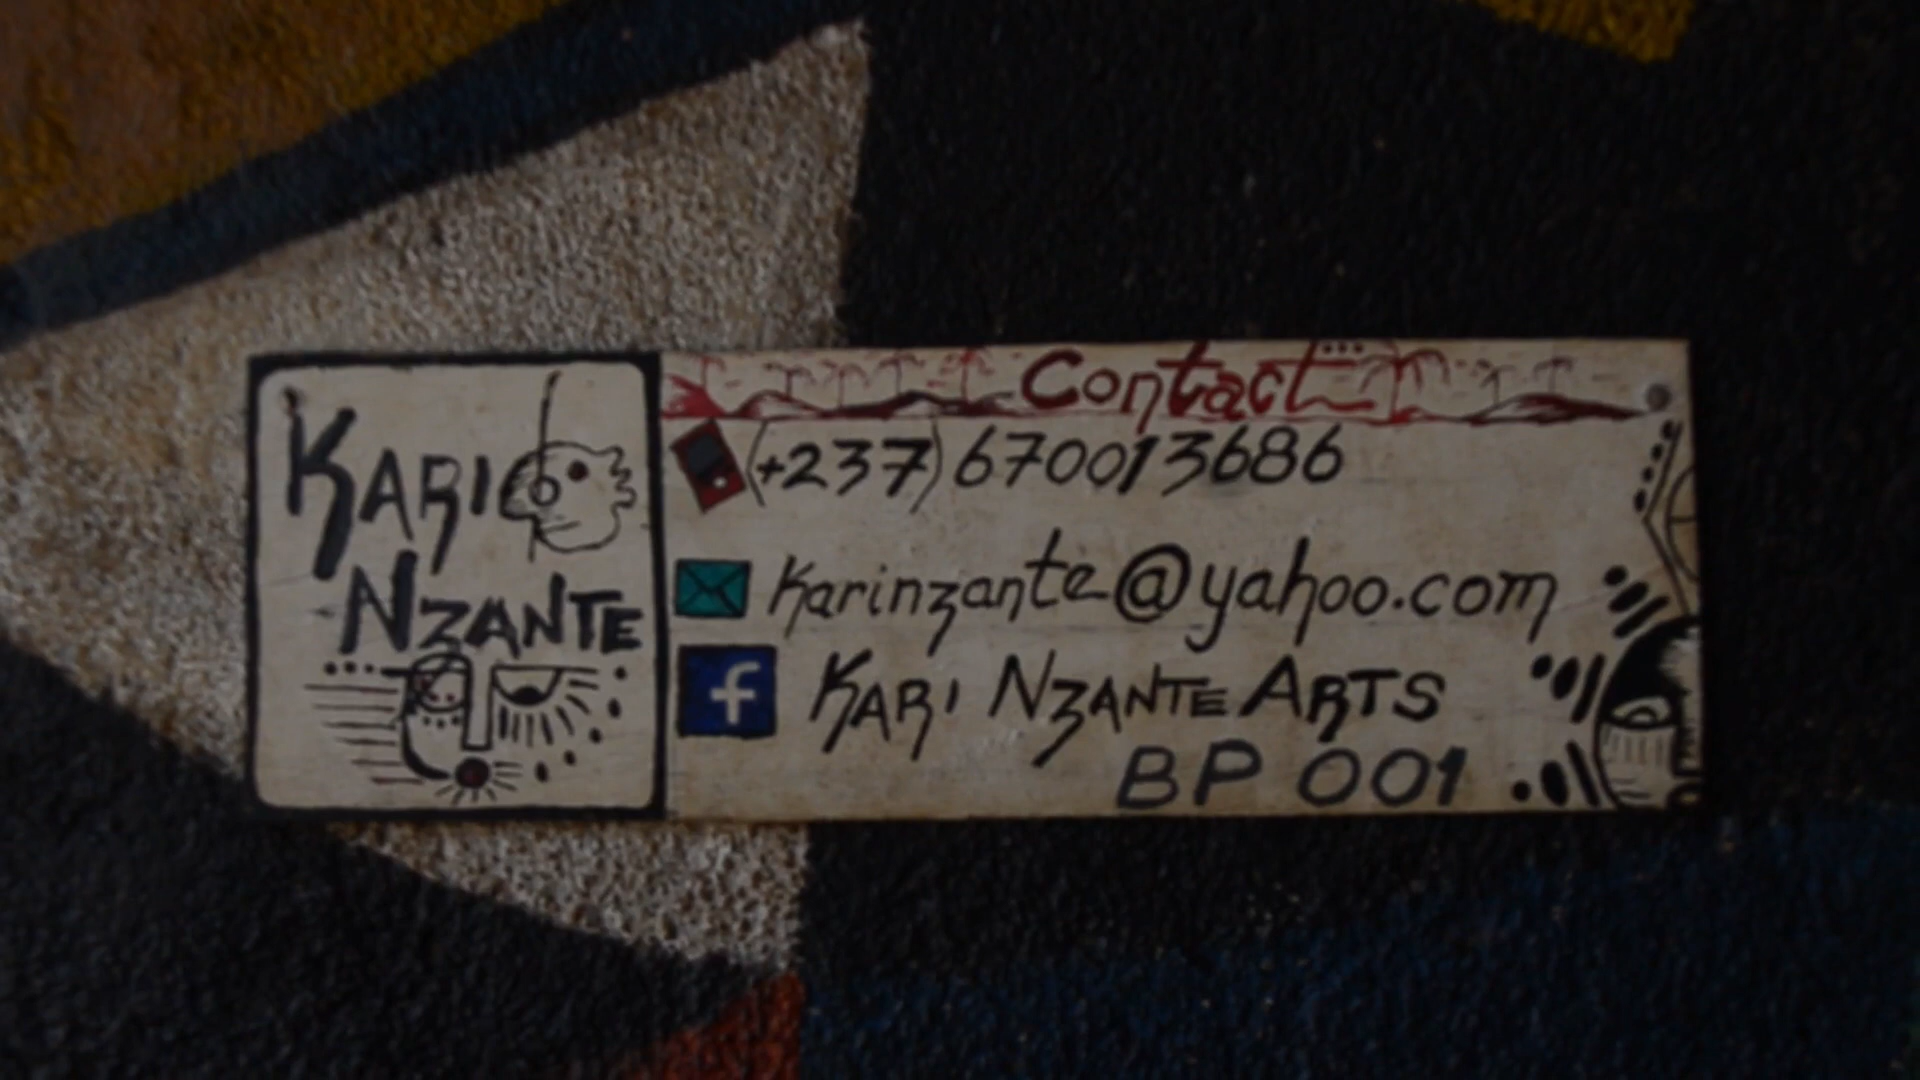 KARI
NZANTE
Contact
(+237) 670013686
karinzante@yahoo.com
f KARI NZANTE ARTS
BP 001